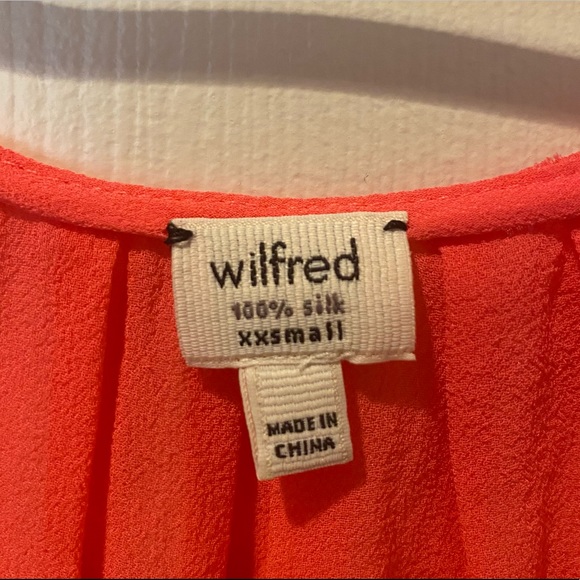 wilfred
100% silk
xxsmall
MADE IN
CHINA